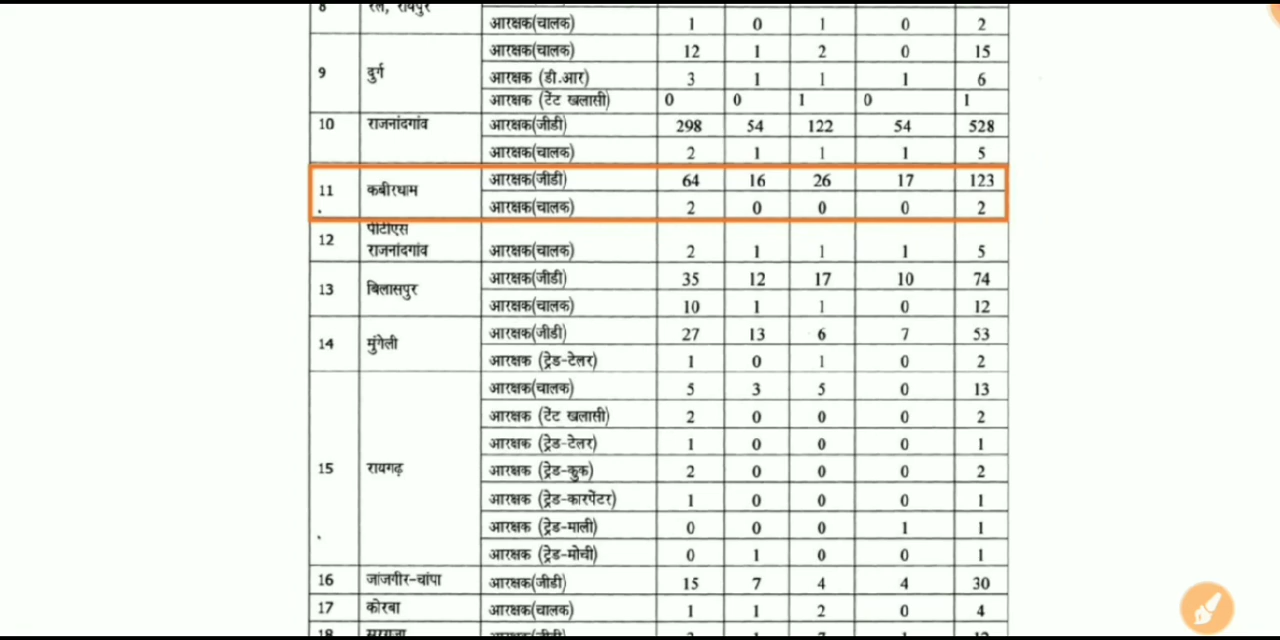 8 रेल, रायपुर
आरक्षक(चालक) 1 0 1 0 2
आरक्षक(चालक) 12 1 2 0 15
9 दुर्ग आरक्षक (डी.आर) 3 1 1 1 6
आरक्षक (टेंट खलासी) 0 0 1 0 1
10 राजनांदगांव आरक्षक(जीडी) 298 54 122 54 528
आरक्षक(चालक) 2 1 1 1 5
11 कबीरधाम आरक्षक(जीडी) 64 16 26 17 123
आरक्षक(चालक) 2 0 0 0 2
12 पीटीएस
राजनांदगांव आरक्षक(चालक) 2 1 1 1 5
13 बिलासपुर आरक्षक(जीडी) 35 12 17 10 74
आरक्षक(चालक) 10 1 1 0 12
14 मुंगेली आरक्षक(जीडी) 27 13 6 7 53
आरक्षक (ट्रेड-टेलर) 1 0 1 0 2
आरक्षक(चालक) 5 3 5 0 13
आरक्षक (टेंट खलासी) 2 0 0 0 2
आरक्षक (ट्रेड-टेलर) 1 0 0 0 1
15 रायगढ़ आरक्षक (ट्रेड-कुक) 2 0 0 0 2
आरक्षक (ट्रेड-कारपेंटर) 1 0 0 0 1
आरक्षक (ट्रेड-माली) 0 0 0 1 1
आरक्षक (ट्रेड-मोची) 0 1 0 0 1
16 जांजगीर-चांपा आरक्षक(जीडी) 15 7 4 4 30
17 कोरबा आरक्षक(चालक) 1 1 2 0 4
18 सरगुजा आरक्षक(जीडी)